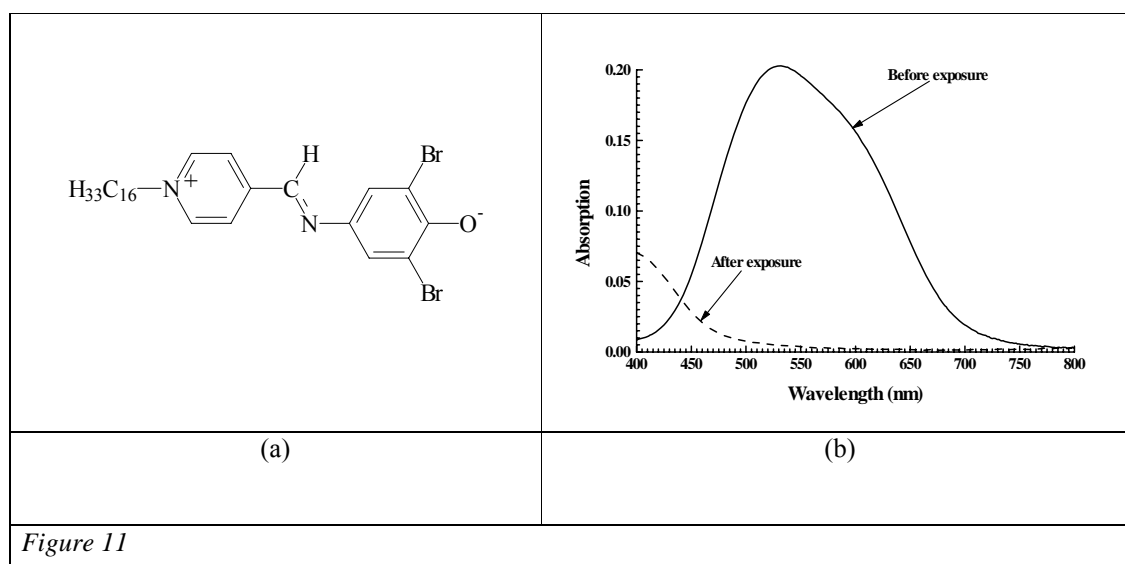 H
Br
H33C16
N
+
C
N
O-
Br
0.20
0.15
0.10
0.05
0.00
Absorption
Before exposure
After exposure
400 450 500 550 600 650 700 750 800
Wavelength (nm)
(a) (b)
Figure 11